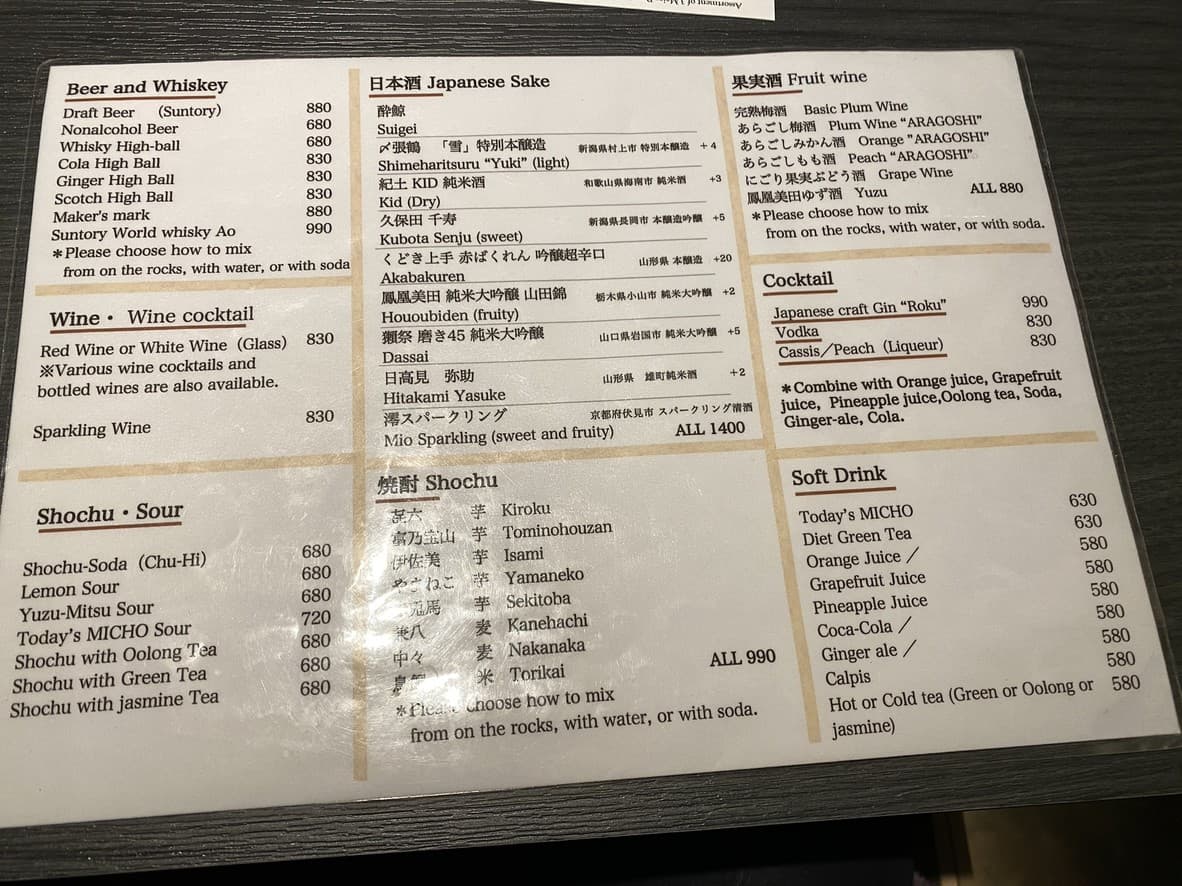 Assortment of
Beer and Whiskey
Draft Beer (Suntory) 880
Nonalcohol Beer 680
Whisky High-ball 680
Cola High Ball 830
Ginger High Ball 830
Scotch High Ball 830
Maker's mark 880
Suntory World whisky Ao 990
*Please choose how to mix
from on the rocks, with water, or with soda
Wine・ Wine cocktail
Red Wine or White Wine (Glass) 830
※Various wine cocktails and
bottled wines are also available.
Sparkling Wine 830
Shochu・Sour
Shochu-Soda (Chu-Hi) 680
Lemon Sour 680
Yuzu-Mitsu Sour 680
Today's MICHO Sour 720
Shochu with Oolong Tea 680
Shochu with Green Tea 680
Shochu with jasmine Tea 680
日本酒 Japanese Sake
酔鯨
Suigei
〆張鶴 「雪」特別本醸造 新潟県村上市 特別本醸造 +4
Shimeharitsuru “Yuki” (light)
紀土 KID 純米酒 和歌山県海南市 純米酒 +3
Kid (Dry)
久保田 千寿 新潟県長岡市 本醸造吟醸 +5
Kubota Senju (sweet)
くどき上手 赤ばくれん 吟醸超辛口 山形県 本醸造 +20
Akabakuren
鳳凰美田 純米大吟醸 山田錦 栃木県小山市 純米大吟醸 +2
Hououbiden (fruity)
獺祭 磨き45 純米大吟醸 山口県岩国市 純米大吟醸 +5
Dassai
日高見 弥助 山形県 雄町純米酒 +2
Hitakami Yasuke
澪スパークリング 京都府伏見市 スパークリング清酒
Mio Sparkling (sweet and fruity) ALL 1400
焼酎 Shochu
㐂六 芋 Kiroku
富乃宝山 芋 Tominohouzan
伊佐美 芋 Isami
やまねこ 芋 Yamaneko
兎馬 芋 Sekitoba
兼八 麦 Kanehachi
中々 麦 Nakanaka
鳥飼 米 Torikai
ALL 990
*Please choose how to mix
from on the rocks, with water, or with soda.
果実酒 Fruit wine
完熟梅酒 Basic Plum Wine
あらごし梅酒 Plum Wine “ARAGOSHI”
あらごしみかん酒 Orange ”ARAGOSHI”
あらごしもも酒 Peach “ARAGOSHI”
にごり果実ぶどう酒 Grape Wine
鳳凰美田ゆず酒 Yuzu ALL 880
*Please choose how to mix
from on the rocks, with water, or with soda.
Cocktail
Japanese craft Gin “Roku” 990
Vodka 830
Cassis／Peach (Liqueur) 830
*Combine with Orange juice, Grapefruit
juice, Pineapple juice,Oolong tea, Soda,
Ginger-ale, Cola.
Soft Drink
Today's MICHO 630
Diet Green Tea 630
Orange Juice／ 580
Grapefruit Juice 580
Pineapple Juice 580
Coca-Cola／ 580
Ginger ale／ 580
Calpis 580
Hot or Cold tea (Green or Oolong or 580
jasmine)